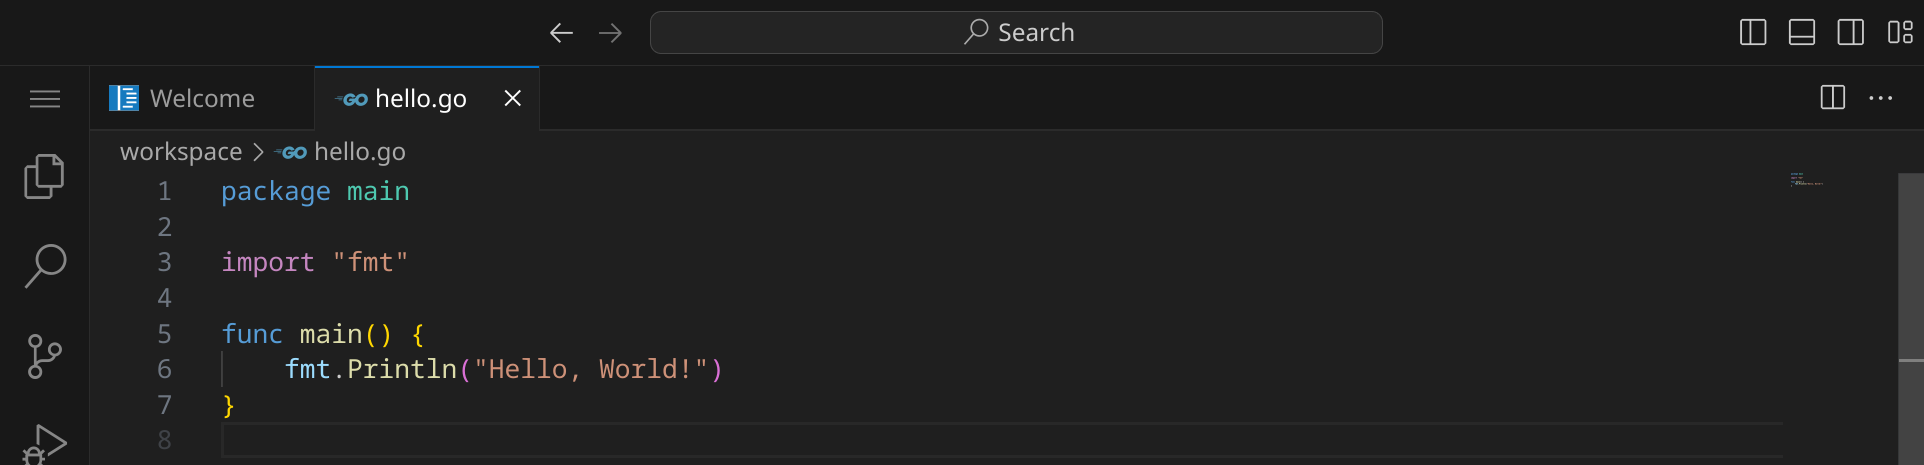 Search
Welcome
GO hello.go
workspace > GO hello.go
1 package main
2
3 import "fmt"
4
5 func main() {
6     fmt.Println("Hello, World!")
7 }
8